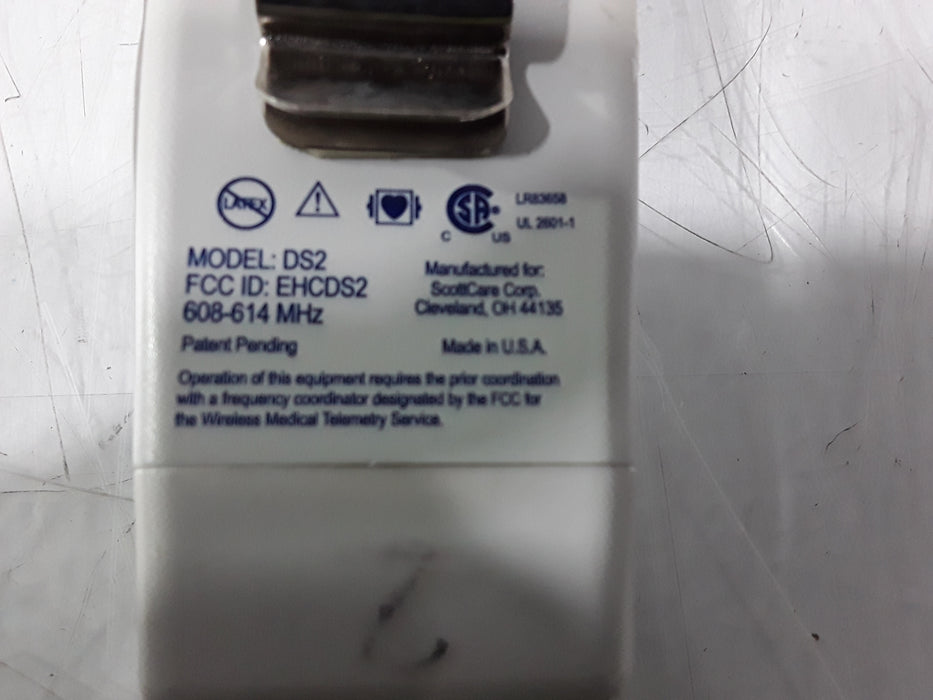 LATEX
SA
C US
LR83658
UL 2601-1
MODEL: DS2
FCC ID: EHCDS2
608-614 MHz
Patent Pending
Manufactured for:
ScottCare Corp.
Cleveland, OH 44135
Made in U.S.A.
Operation of this equipment requires the prior coordination
with a frequency coordinator designated by the FCC for
the Wireless Medical Telemetry Service.